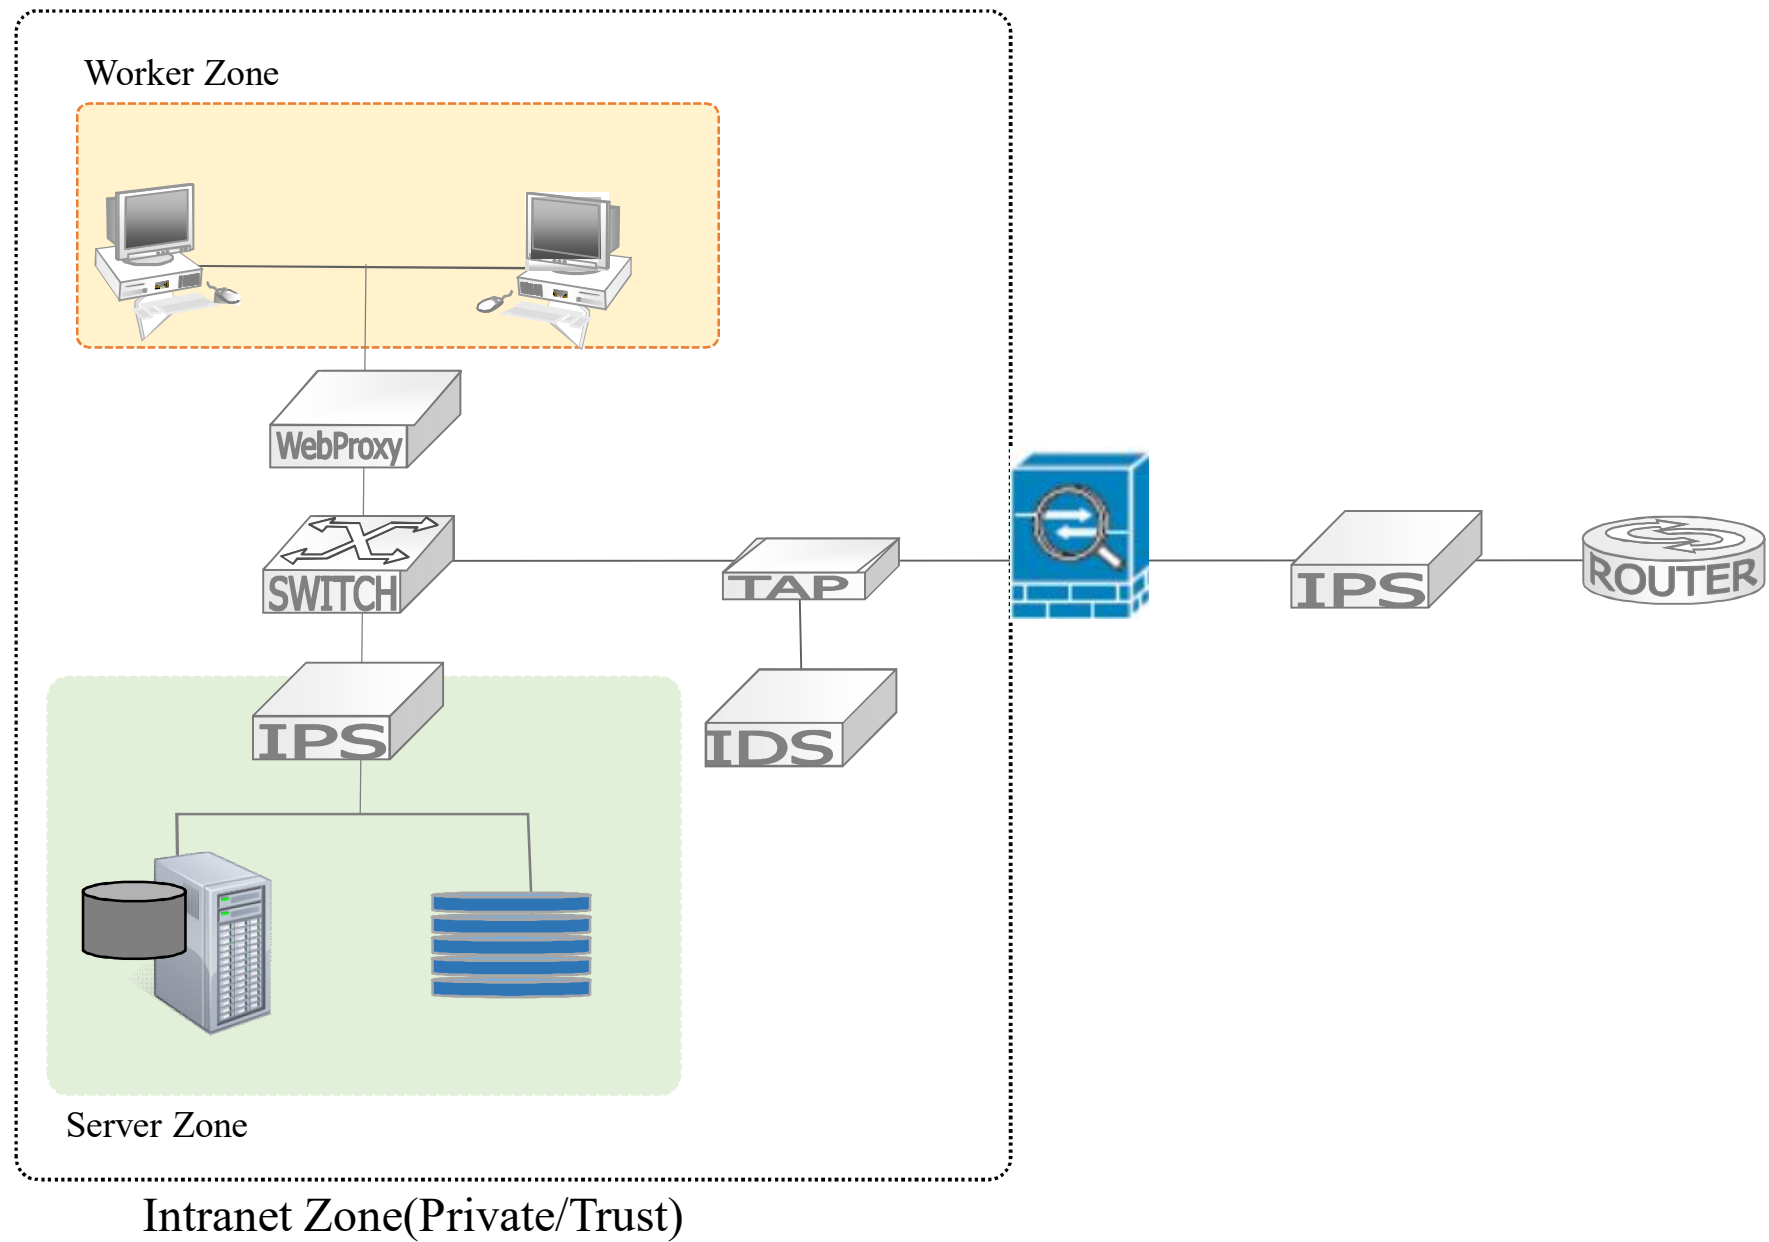 Worker Zone
WebProxy
SWITCH
TAP
IPS
ROUTER
IPS
IDS
Server Zone
Intranet Zone(Private/Trust)